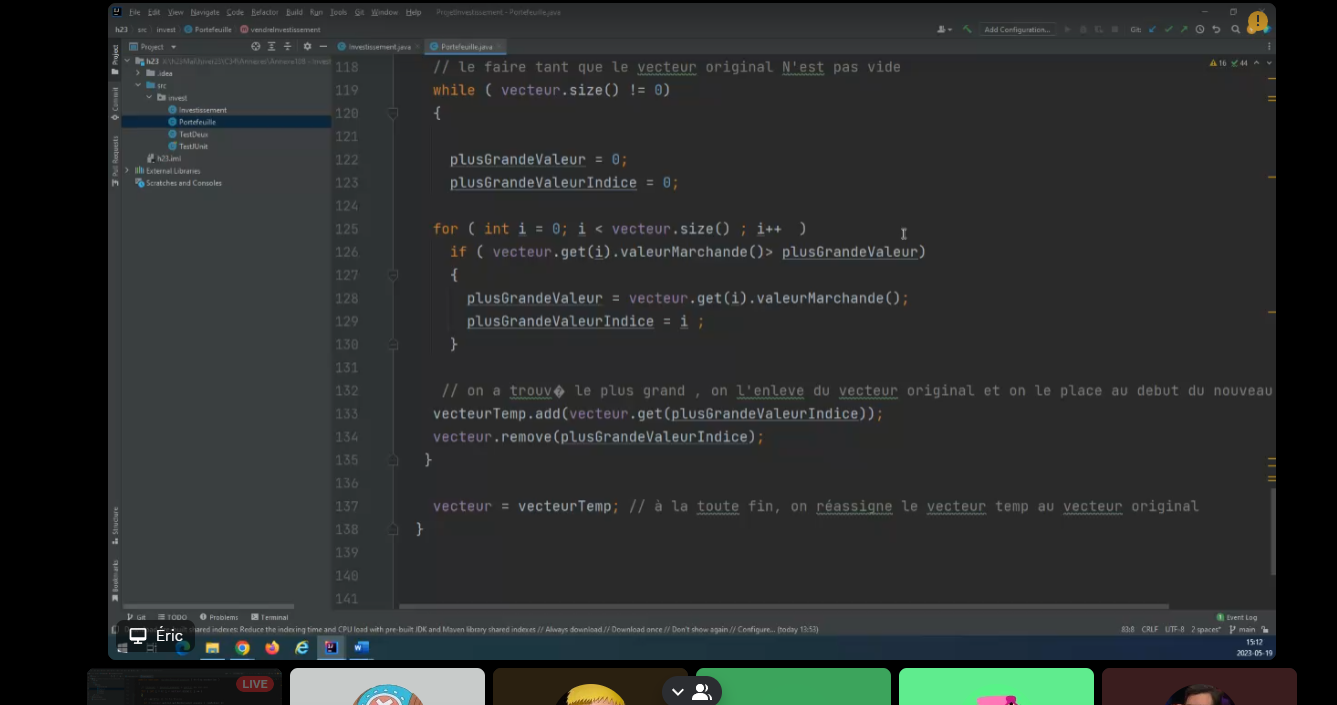 File Edit View Navigate Code Refactor Build Run Tools Git Window Help ProjetInvestissement - Portefeuille.java
h23 src invest Portefeuille vendreInvestissement
Add Configuration... Git:
Project Investissement.java Portefeuille.java
h23
.idea
src
invest
Investissement
Portefeuille
TestDeux
TestJUnit
h23.iml
External Libraries
Scratches and Consoles
Project
Commit
Pull Requests
Structure
Bookmarks
16 44
118 // le faire tant que le vecteur original N'est pas vide
119 while ( vecteur.size() != 0)
120 {
121
122 plusGrandeValeur = 0;
123 plusGrandeValeurIndice = 0;
124
125 for ( int i = 0; i < vecteur.size() ; i++ )
126 if ( vecteur.get(i).valeurMarchande()> plusGrandeValeur)
127 {
128 plusGrandeValeur = vecteur.get(i).valeurMarchande();
129 plusGrandeValeurIndice = i ;
130 }
131
132 // on a trouv� le plus grand , on l'enleve du vecteur original et on le place au debut du nouveau
133 vecteurTemp.add(vecteur.get(plusGrandeValeurIndice));
134 vecteur.remove(plusGrandeValeurIndice);
135 }
136
137 vecteur = vecteurTemp; // à la toute fin, on réassigne le vecteur temp au vecteur original
138 }
139
140
141
Git TODO Problems Terminal Event Log
shared indexes: Reduce the indexing time and CPU load with pre-built JDK and Maven library shared indexes // Always download // Download once // Don't show again // Configure... (today 13:53)
83:8 CRLF UTF-8 2 spaces* main
Éric
15:12
2023-05-19
LIVE